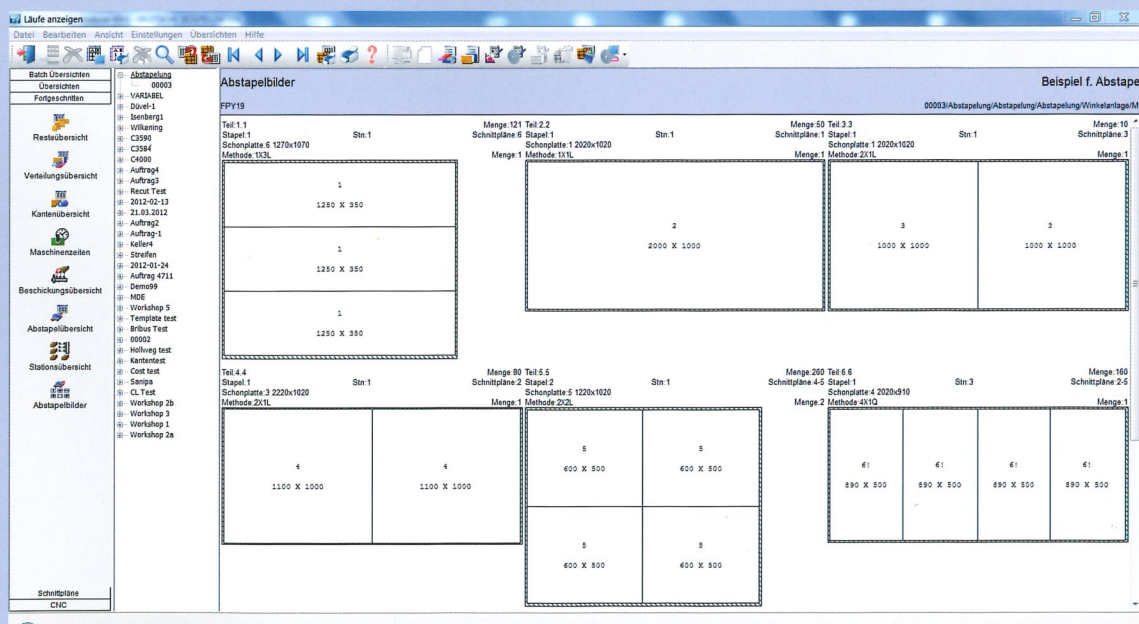 Läufe anzeigen
Datei Bearbeiten Ansicht Einstellungen Übersichten Hilfe
Batch Übersichten
Übersichten
Fortgeschritten
Resteübersicht
Verteilungsübersicht
Kantenübersicht
Maschinenzeiten
Beschickungsübersicht
Abstapelübersicht
Stationsübersicht
Abstapelbilder
Schnittpläne
CNC
Abstapelung
00003
VARIABEL
Düvel-1
Isenberg1
Wilkening
C3590
C3584
C4000
Auftrag4
Auftrag3
Recut Test
2012-02-13
21.03.2012
Auftrag2
Auftrag-1
Keller4
Streifen
2012-01-24
Auftrag 4711
Demo99
MDE
Workshop 5
Template test
Bribus Test
00002
Hollweg test
Kantentest
Cost test
Sanipa
CL Test
Workshop 2b
Workshop 3
Workshop 1
Workshop 2a
Abstapelbilder Beispiel f. Abstape
FPY19 00003/Abstapelung/Abstapelung/Abstapelung/Winkelanlage/M
Teil:1.1 Menge:121
Stapel:1 Stn:1 Schnittpläne:6
Schonplatte:6 1270x1070
Methode:1X3L Menge:1
1
1250 X 350
1
1250 X 350
1
1250 X 350
Teil:2.2 Menge:50
Stapel:1 Stn:1 Schnittpläne:1
Schonplatte:1 2020x1020
Methode:1X1L Menge:1
2
2000 X 1000
Teil:3.3 Menge:10
Stapel:1 Stn:1 Schnittpläne:3
Schonplatte:1 2020x1020
Methode:2X1L Menge:1
3 3
1000 X 1000 1000 X 1000
Teil:4.4 Menge:80
Stapel:1 Stn:1 Schnittpläne:2
Schonplatte:3 2220x1020
Methode:2X1L Menge:1
4 4
1100 X 1000 1100 X 1000
Teil:5.5 Menge:260
Stapel:2 Stn:1 Schnittpläne:4-5
Schonplatte:5 1220x1020
Methode:2X2L Menge:2
5 5
600 X 500 600 X 500
5 5
600 X 500 600 X 500
Teil:6.6 Menge:160
Stapel:1 Stn:3 Schnittpläne:2-5
Schonplatte:4 2020x910
Methode:4X1Q Menge:1
6! 6! 6! 6!
890 X 500 890 X 500 890 X 500 890 X 500